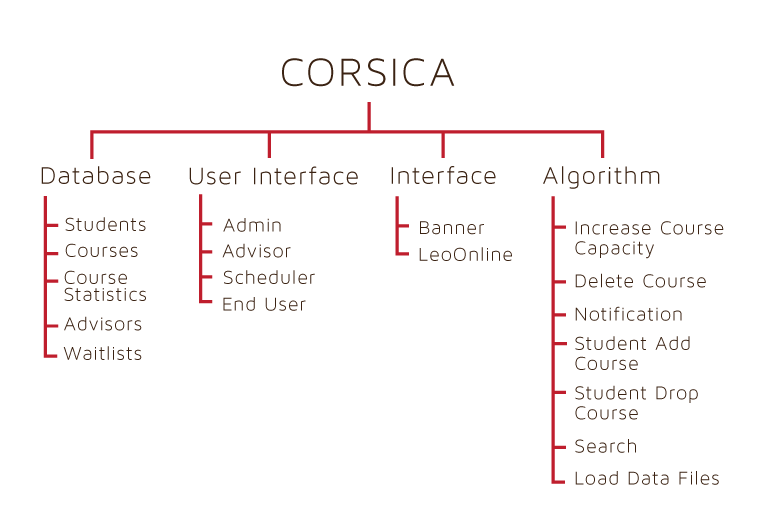 CORSICA
Database
Students
Courses
Course
Statistics
Advisors
Waitlists
User Interface
Admin
Advisor
Scheduler
End User
Interface
Banner
LeoOnline
Algorithm
Increase Course
Capacity
Delete Course
Notification
Student Add
Course
Student Drop
Course
Search
Load Data Files